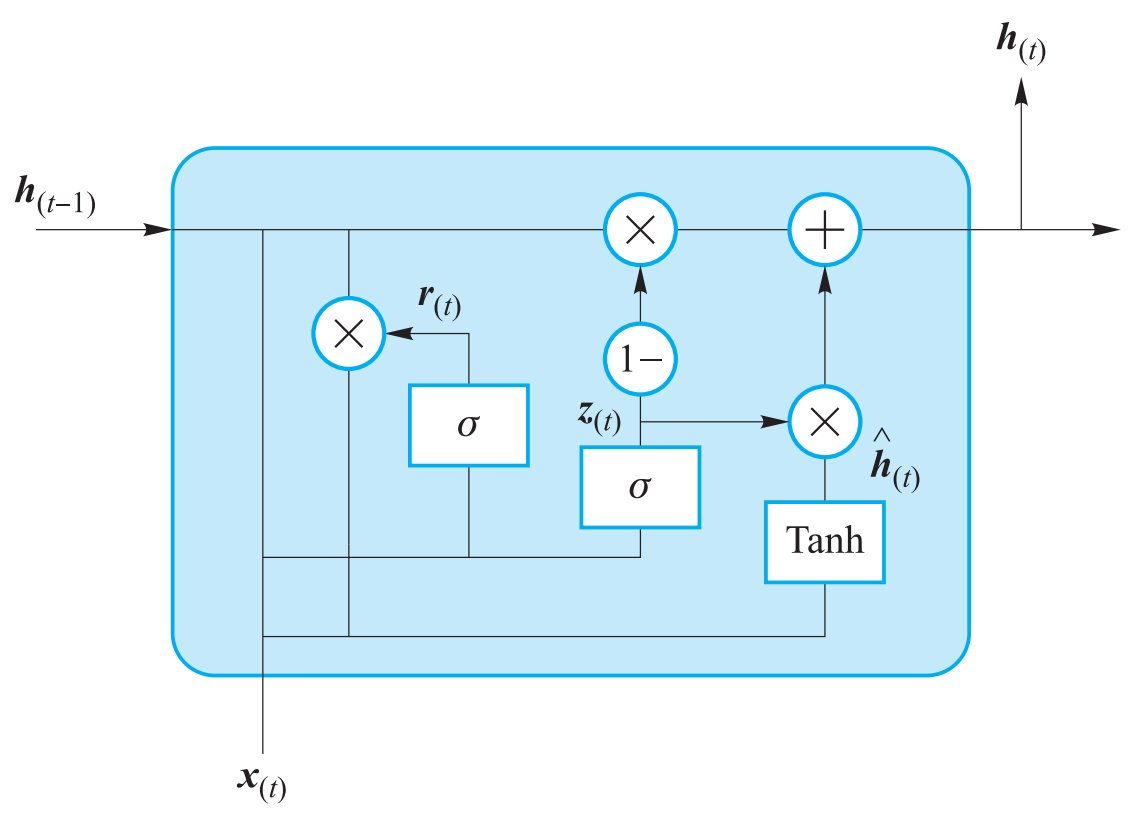 h(t)
h(t−1)
×
+
r(t)
×
1−
z(t)
×
ĥ(t)
σ
σ
Tanh
x(t)